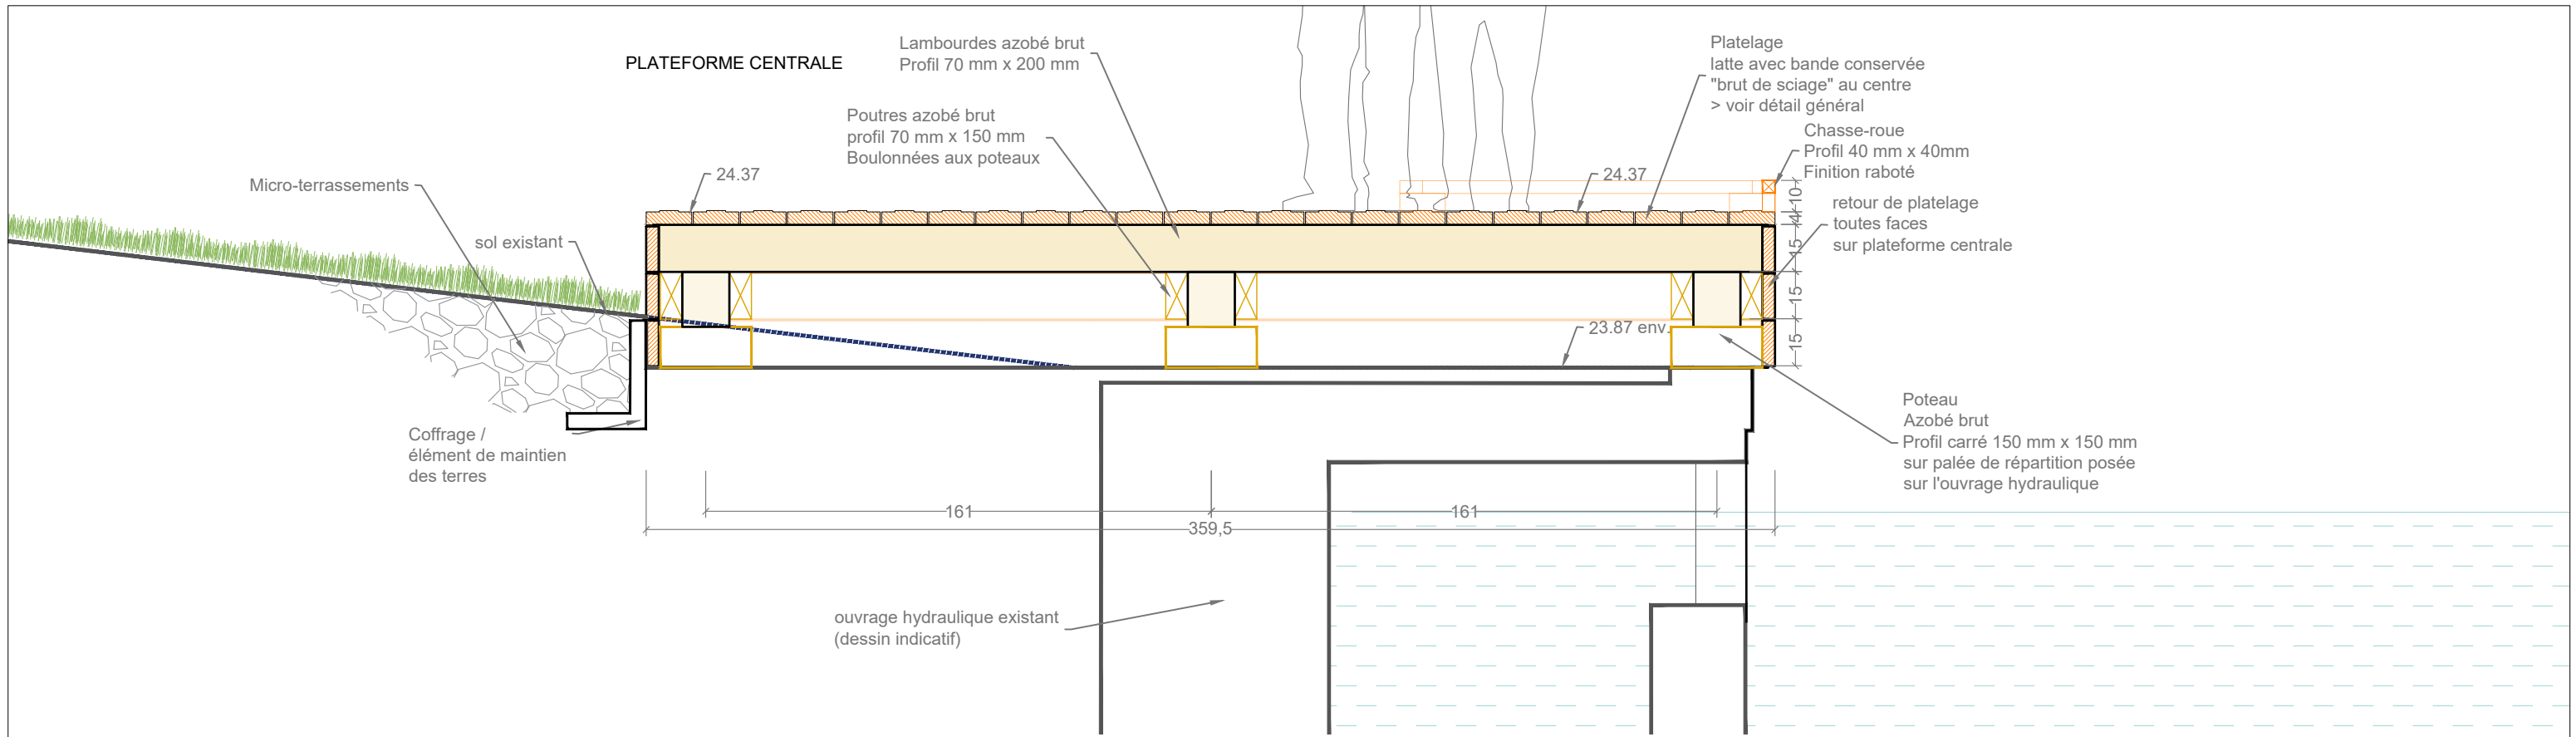 PLATEFORME CENTRALE
Lambourdes azobé brut
Profil 70 mm x 200 mm
Platelage
latte avec bande conservée
"brut de sciage" au centre
> voir détail général
Poutres azobé brut
profil 70 mm x 150 mm
Boulonnées aux poteaux
Chasse-roue
Profil 40 mm x 40mm
Finition raboté
Micro-terrassements
24.37
24.37
retour de platelage
toutes faces
sur plateforme centrale
sol existant
10
4
15
15
15
23.87 env.
Coffrage /
élément de maintien
des terres
Poteau
Azobé brut
Profil carré 150 mm x 150 mm
sur palée de répartition posée
sur l'ouvrage hydraulique
161
161
359,5
ouvrage hydraulique existant
(dessin indicatif)